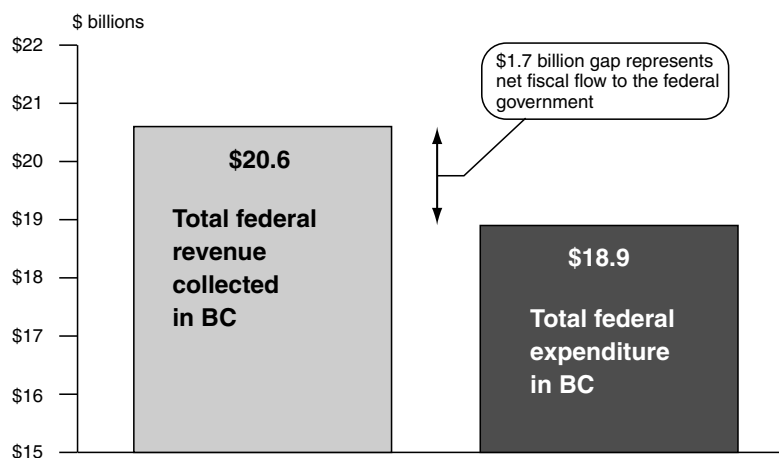 $ billions
$22
$21
$20
$19
$18
$17
$16
$15
$20.6
Total federal
revenue
collected
in BC
$1.7 billion gap represents
net fiscal flow to the federal
government
$18.9
Total federal
expenditure
in BC